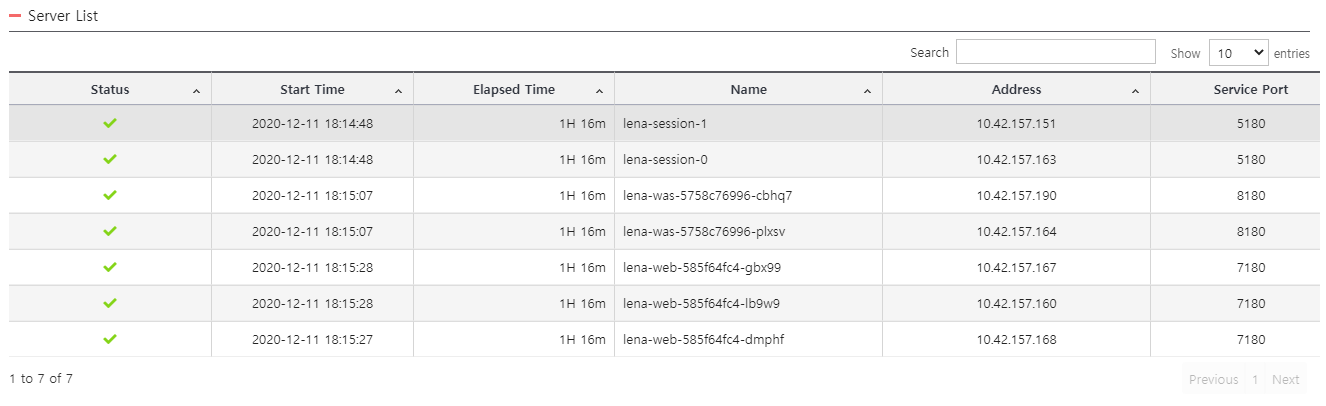 Server List
Search Show 10 entries
Status Start Time Elapsed Time Name Address Service Port
2020-12-11 18:14:48 1H 16m lena-session-1 10.42.157.151 5180
2020-12-11 18:14:48 1H 16m lena-session-0 10.42.157.163 5180
2020-12-11 18:15:07 1H 16m lena-was-5758c76996-cbhq7 10.42.157.190 8180
2020-12-11 18:15:07 1H 16m lena-was-5758c76996-plxsv 10.42.157.164 8180
2020-12-11 18:15:28 1H 16m lena-web-585f64fc4-gbx99 10.42.157.167 7180
2020-12-11 18:15:28 1H 16m lena-web-585f64fc4-lb9w9 10.42.157.160 7180
2020-12-11 18:15:27 1H 16m lena-web-585f64fc4-dmphf 10.42.157.168 7180
1 to 7 of 7 Previous 1 Next